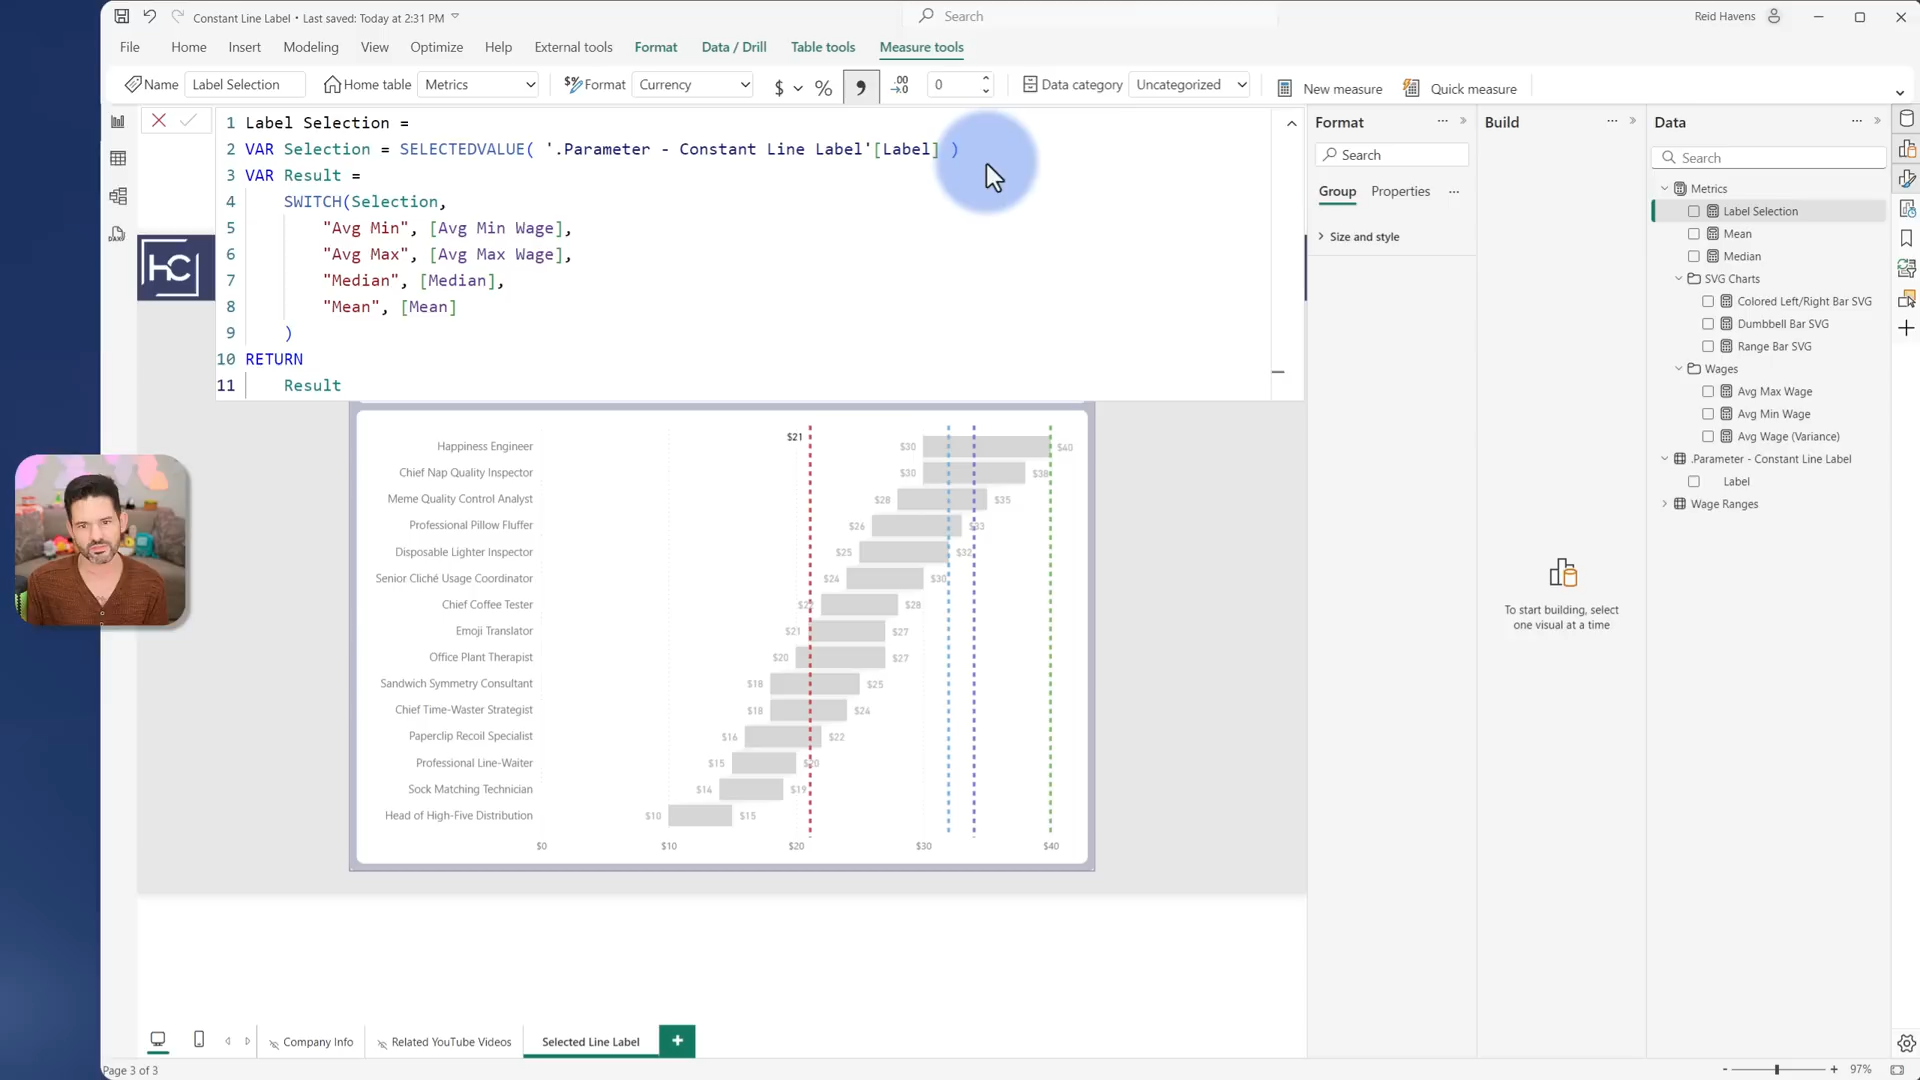 Constant Line Label • Last saved: Today at 2:31 PM
Search
Reid Havens
File Home Insert Modeling View Optimize Help External tools Format Data / Drill Table tools Measure tools
Name Label Selection Home table Metrics Format Currency $ % 0 Data category Uncategorized New measure Quick measure
1 Label Selection =
2 VAR Selection = SELECTEDVALUE( '.Parameter - Constant Line Label'[Label] )
3 VAR Result =
4 SWITCH(Selection,
5 "Avg Min", [Avg Min Wage],
6 "Avg Max", [Avg Max Wage],
7 "Median", [Median],
8 "Mean", [Mean]
9 )
10 RETURN
11 Result
HC
$21
Happiness Engineer $30 $40
Chief Nap Quality Inspector $30 $38
Meme Quality Control Analyst $28 $35
Professional Pillow Fluffer $26 $33
Disposable Lighter Inspector $25 $32
Senior Cliché Usage Coordinator $24 $30
Chief Coffee Tester $28
Emoji Translator $21 $27
Office Plant Therapist $20 $27
Sandwich Symmetry Consultant $18 $25
Chief Time-Waster Strategist $18 $24
Paperclip Recoil Specialist $16 $22
Professional Line-Waiter $15 $20
Sock Matching Technician $14 $19
Head of High-Five Distribution $10 $15
$0 $10 $20 $30 $40
Format
Search
Group Properties
Size and style
Build
To start building, select
one visual at a time
Data
Search
Metrics
Label Selection
Mean
Median
SVG Charts
Colored Left/Right Bar SVG
Dumbbell Bar SVG
Range Bar SVG
Wages
Avg Max Wage
Avg Min Wage
Avg Wage (Variance)
.Parameter - Constant Line Label
Label
Wage Ranges
Company Info Related YouTube Videos Selected Line Label
Page 3 of 3
97%